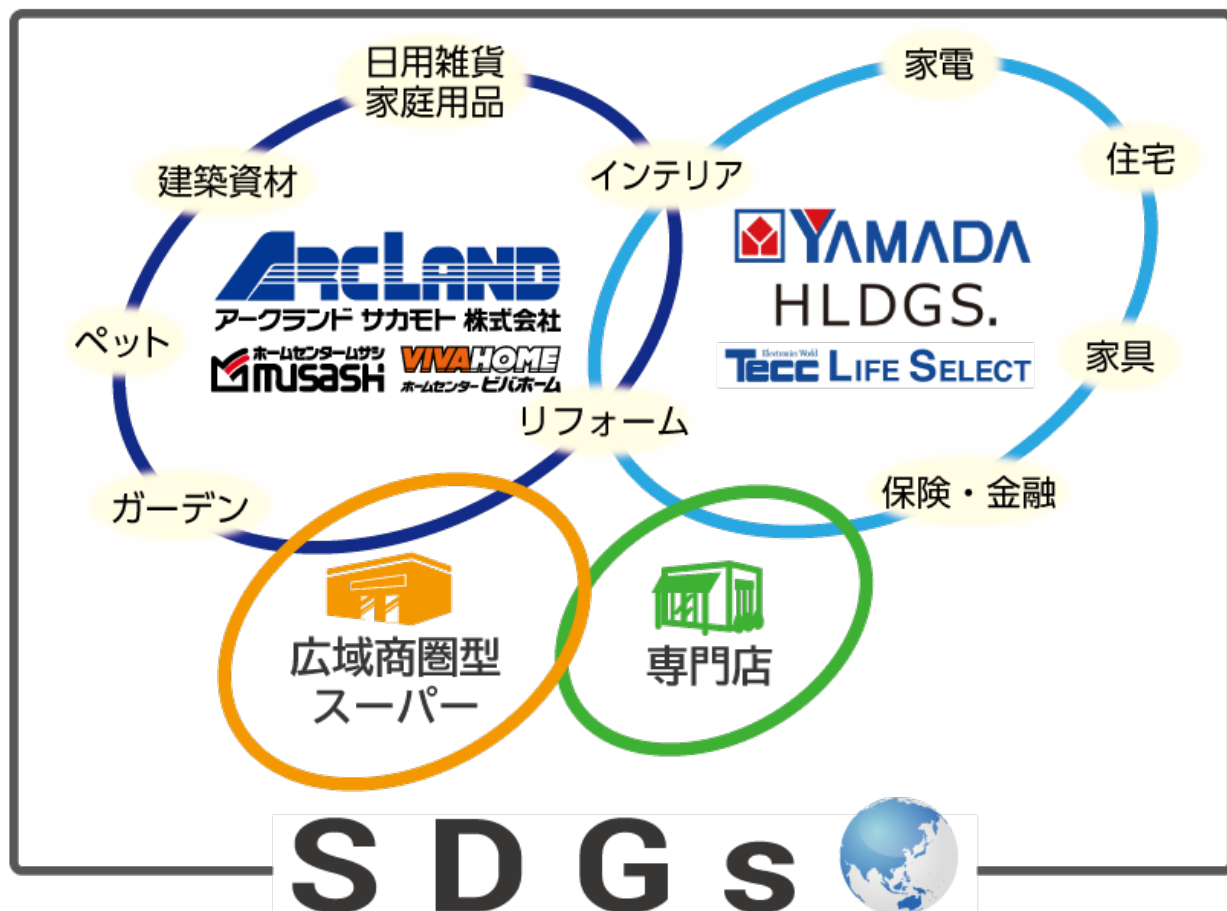 日用雑貨
家庭用品
家電
建築資材
インテリア
住宅
ARCLAND
アークランド サカモト 株式会社
YAMADA
HLDGS.
ペット
ホームセンタームサシ
musashi
VIVAHOME
ホームセンター ビバホーム
Electronics World
Tecc LIFE SELECT
家具
リフォーム
ガーデン
保険・金融
広域商圏型
スーパー
専門店
SDGs